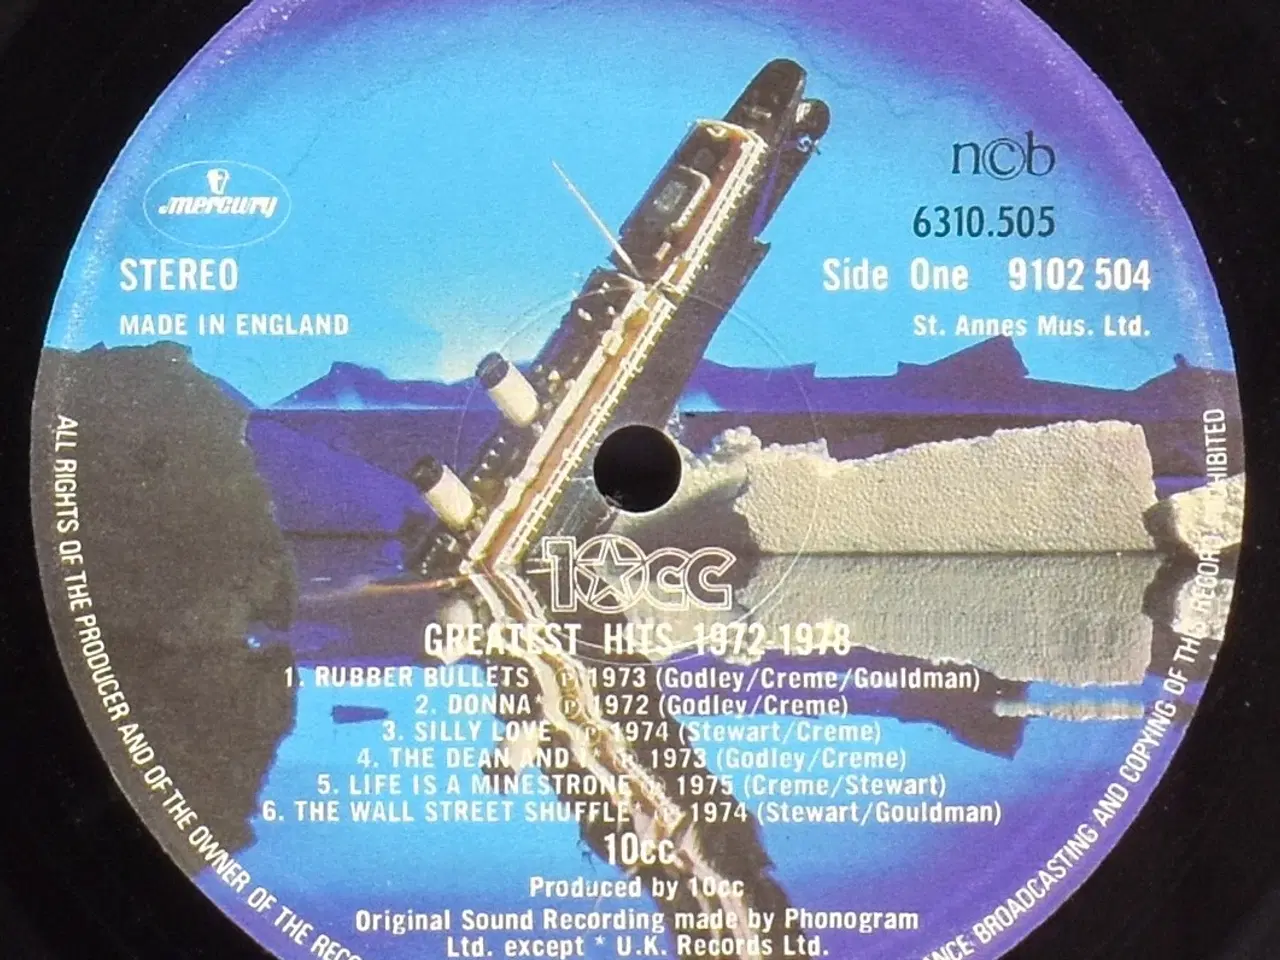 mercury
ncb
6310.505
STEREO
Side One 9102 504
MADE IN ENGLAND
St. Annes Mus. Ltd.
10cc
GREATEST HITS 1972-1978
1. RUBBER BULLETS* ℗ 1973 (Godley/Creme/Gouldman)
2. DONNA* ℗ 1972 (Godley/Creme)
3. SILLY LOVE* ℗ 1974 (Stewart/Creme)
4. THE DEAN AND I* ℗ 1973 (Godley/Creme)
5. LIFE IS A MINESTRONE ℗ 1975 (Creme/Stewart)
6. THE WALL STREET SHUFFLE* ℗ 1974 (Stewart/Gouldman)
10cc
Produced by 10cc
Original Sound Recording made by Phonogram
Ltd. except * U.K. Records Ltd.
ALL RIGHTS OF THE PRODUCER AND OF THE OWNER OF THE
BROADCASTING AND COPYING OF THIS RECORD